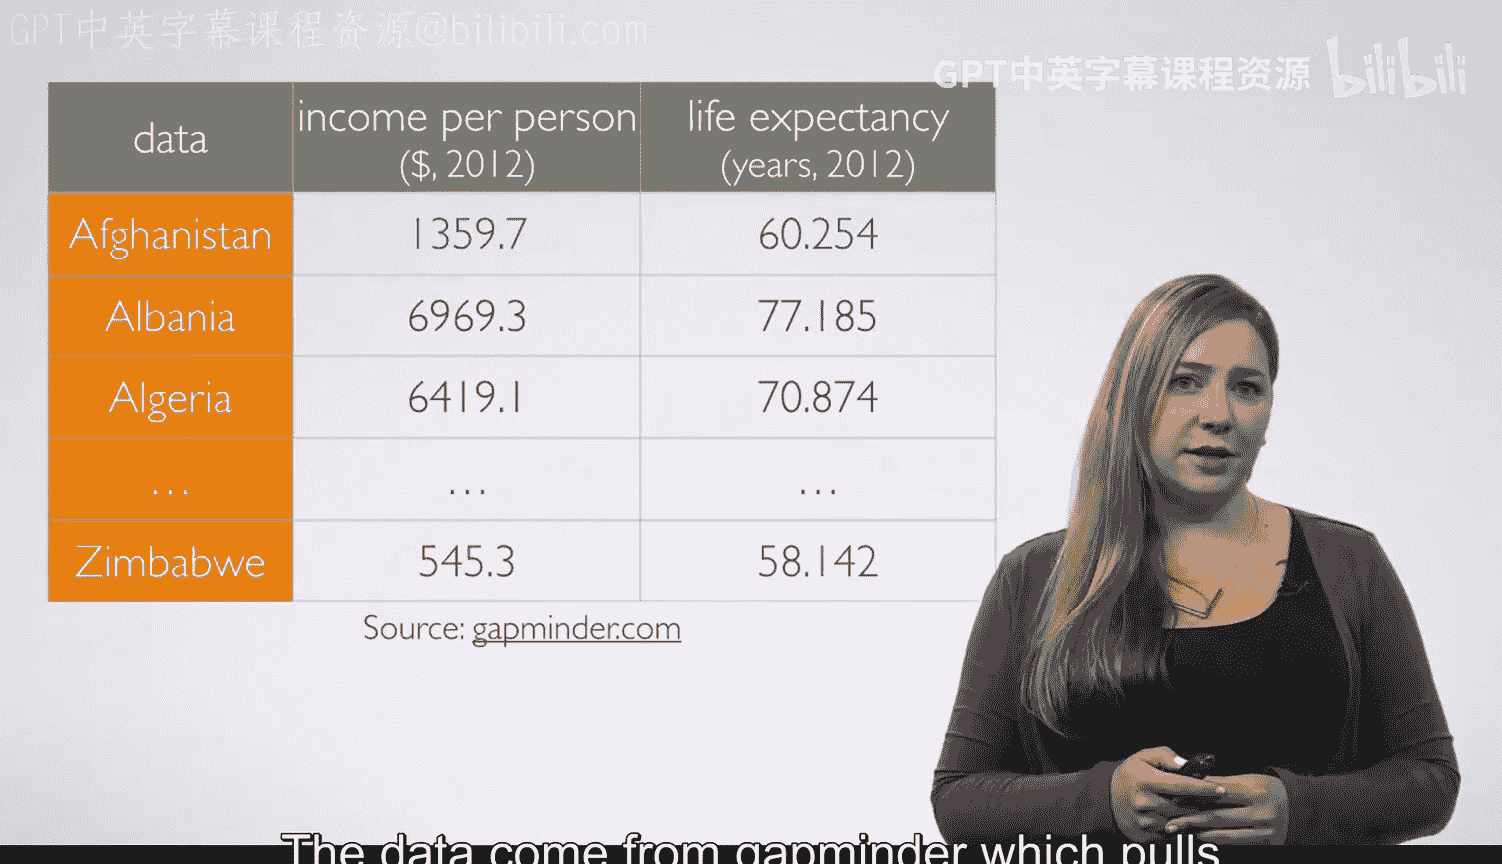 GPT中英字幕课程资源@bilibili.com
GPT中英字幕课程资源 bilibili
data income per person ($, 2012) life expectancy (years, 2012)
Afghanistan 1359.7 60.254
Albania 6969.3 77.185
Algeria 6419.1 70.874
... ... ...
Zimbabwe 545.3 58.142
Source: gapminder.com
The data come from gapminder which pulls